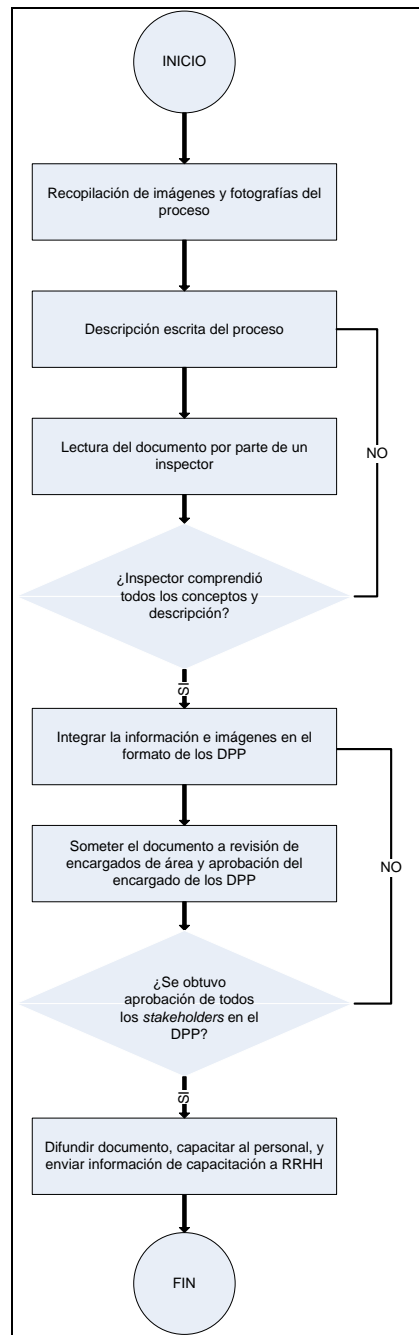 INICIO
Recopilación de imágenes y fotografías del
proceso
Descripción escrita del proceso
Lectura del documento por parte de un
inspector
NO
¿Inspector comprendió
todos los conceptos y
descripción?
SI
Integrar la información e imágenes en el
formato de los DPP
Someter el documento a revisión de
encargados de área y aprobación del
encargado de los DPP
NO
¿Se obtuvo
aprobación de todos
los stakeholders en el
DPP?
SI
Difundir documento, capacitar al personal, y
enviar información de capacitación a RRHH
FIN